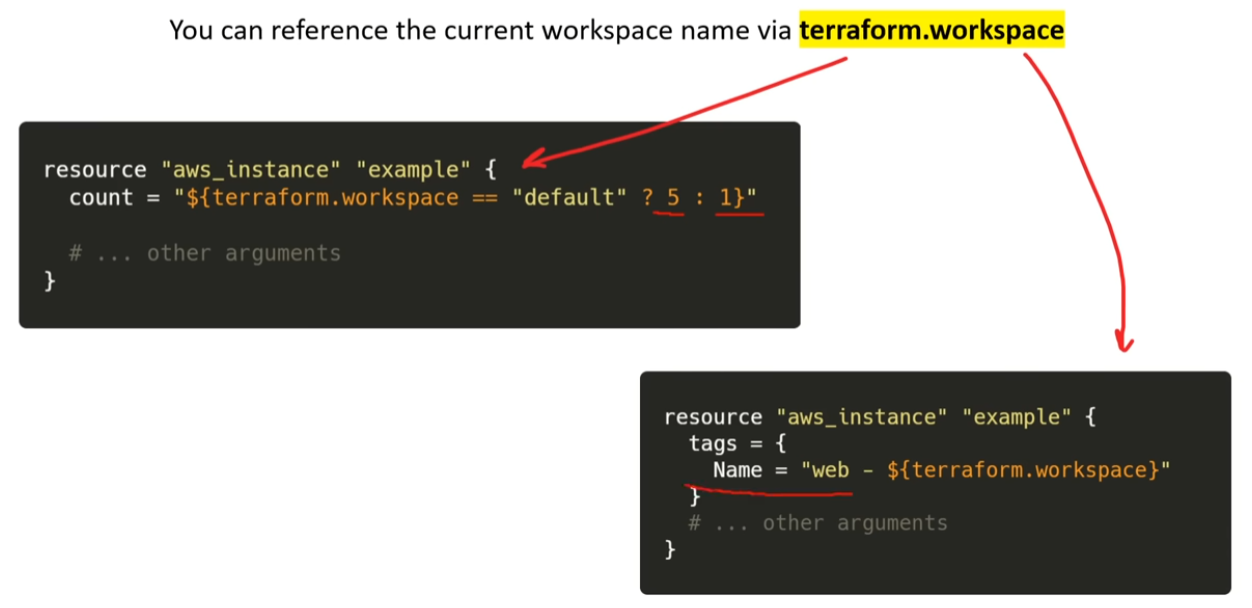 You can reference the current workspace name via terraform.workspace
resource "aws_instance" "example" {
  count = "${terraform.workspace == "default" ? 5 : 1}"
  # ... other arguments
}
resource "aws_instance" "example" {
  tags = {
    Name = "web - ${terraform.workspace}"
  }
  # ... other arguments
}